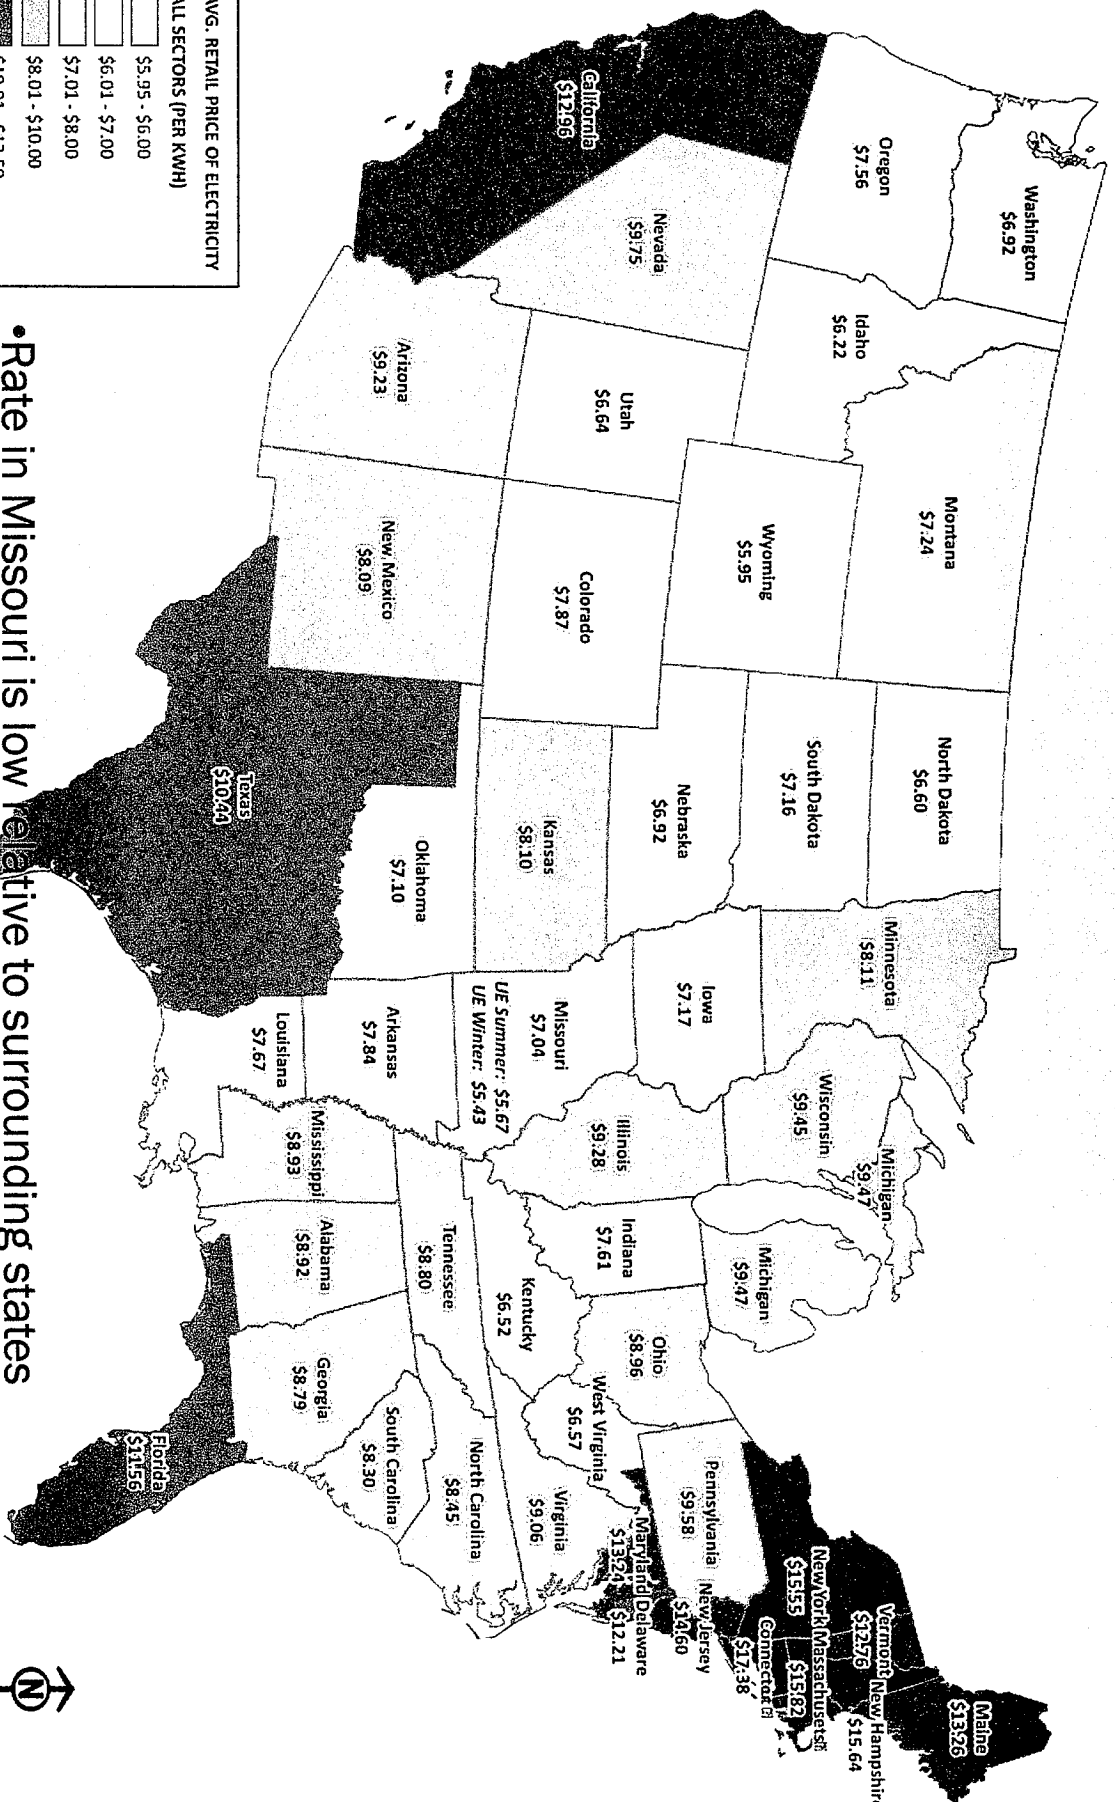 Washington
$6.92
Oregon
$7.56
California
$12.96
Nevada
$9.75
Idaho
$6.22
Montana
$7.24
Wyoming
$5.95
Utah
$6.64
Arizona
$9.23
Colorado
$7.87
New Mexico
$8.09
North Dakota
$6.60
South Dakota
$7.16
Nebraska
$6.92
Kansas
$8.10
Oklahoma
$7.10
Texas
$10.44
Minnesota
$8.11
Iowa
$7.17
Missouri
$7.04
UE Summer: $5.67
UE Winter: $5.43
Arkansas
$7.84
Louisiana
$7.67
Wisconsin
$9.45
Illinois
$9.28
Michigan
$9.47
Michigan
$9.47
Indiana
$7.61
Ohio
$8.96
Kentucky
$6.52
Tennessee
$8.80
Mississippi
$8.93
Alabama
$8.92
Georgia
$8.79
Florida
$11.56
South Carolina
$8.30
North Carolina
$8.45
Virginia
$9.06
West Virginia
$6.57
Pennsylvania
$9.58
Maryland
$13.24
Delaware
$12.21
New Jersey
$14.60
New York
$15.55
Connectcut
$17.38
Massachusets
$15.82
Vermont
$12.76
New Hampshire
$15.64
Maine
$13.26
AVG. RETAIL PRICE OF ELECTRICITY
ALL SECTORS (PER KWH)
$5.95 - $6.00
$6.01 - $7.00
$7.01 - $8.00
$8.01 - $10.00
•Rate in Missouri is low relative to surrounding states
N